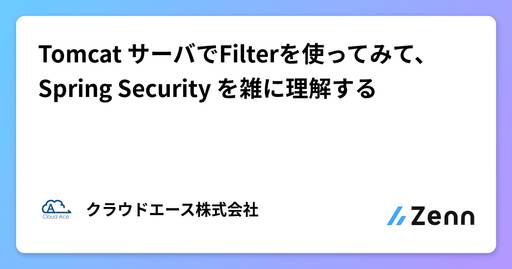 Tomcat サーバでFilterを使ってみて、
Spring Security を雑に理解する
Cloud Ace
クラウドエース株式会社
Zenn